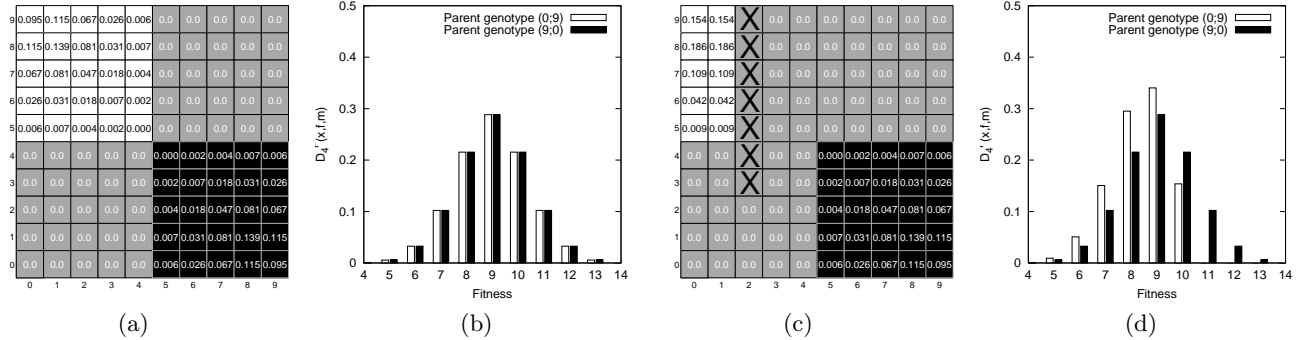 9 0.095 0.115 0.067 0.026 0.006 0.0 0.0 0.0 0.0 0.0
8 0.115 0.139 0.081 0.031 0.007 0.0 0.0 0.0 0.0 0.0
7 0.067 0.081 0.047 0.018 0.004 0.0 0.0 0.0 0.0 0.0
6 0.026 0.031 0.018 0.007 0.002 0.0 0.0 0.0 0.0 0.0
5 0.006 0.007 0.004 0.002 0.000 0.0 0.0 0.0 0.0 0.0
4 0.0 0.0 0.0 0.0 0.0 0.000 0.002 0.004 0.007 0.006
3 0.0 0.0 0.0 0.0 0.0 0.002 0.007 0.018 0.031 0.026
2 0.0 0.0 0.0 0.0 0.0 0.004 0.018 0.047 0.081 0.067
1 0.0 0.0 0.0 0.0 0.0 0.007 0.031 0.081 0.139 0.115
0 0.0 0.0 0.0 0.0 0.0 0.006 0.026 0.067 0.115 0.095
0 1 2 3 4 5 6 7 8 9
(a)
Parent genotype (0;9)
Parent genotype (9;0)
0.5
0.4
0.3
0.2
0.1
0
D4'(x,f,m)
4 5 6 7 8 9 10 11 12 13 14
Fitness
(b)
9 0.154 0.154 X 0.0 0.0 0.0 0.0 0.0 0.0 0.0
8 0.186 0.186 X 0.0 0.0 0.0 0.0 0.0 0.0 0.0
7 0.109 0.109 X 0.0 0.0 0.0 0.0 0.0 0.0 0.0
6 0.042 0.042 X 0.0 0.0 0.0 0.0 0.0 0.0 0.0
5 0.009 0.009 X 0.0 0.0 0.0 0.0 0.0 0.0 0.0
4 0.0 0.0 X 0.0 0.0 0.000 0.002 0.004 0.007 0.006
3 0.0 0.0 X 0.0 0.0 0.002 0.007 0.018 0.031 0.026
2 0.0 0.0 0.0 0.0 0.0 0.004 0.018 0.047 0.081 0.067
1 0.0 0.0 0.0 0.0 0.0 0.007 0.031 0.081 0.139 0.115
0 0.0 0.0 0.0 0.0 0.0 0.006 0.026 0.067 0.115 0.095
0 1 2 3 4 5 6 7 8 9
(c)
Parent genotype (0;9)
Parent genotype (9;0)
0.5
0.4
0.3
0.2
0.1
0
D4'(x,f,m)
4 5 6 7 8 9 10 11 12 13 14
Fitness
(d)